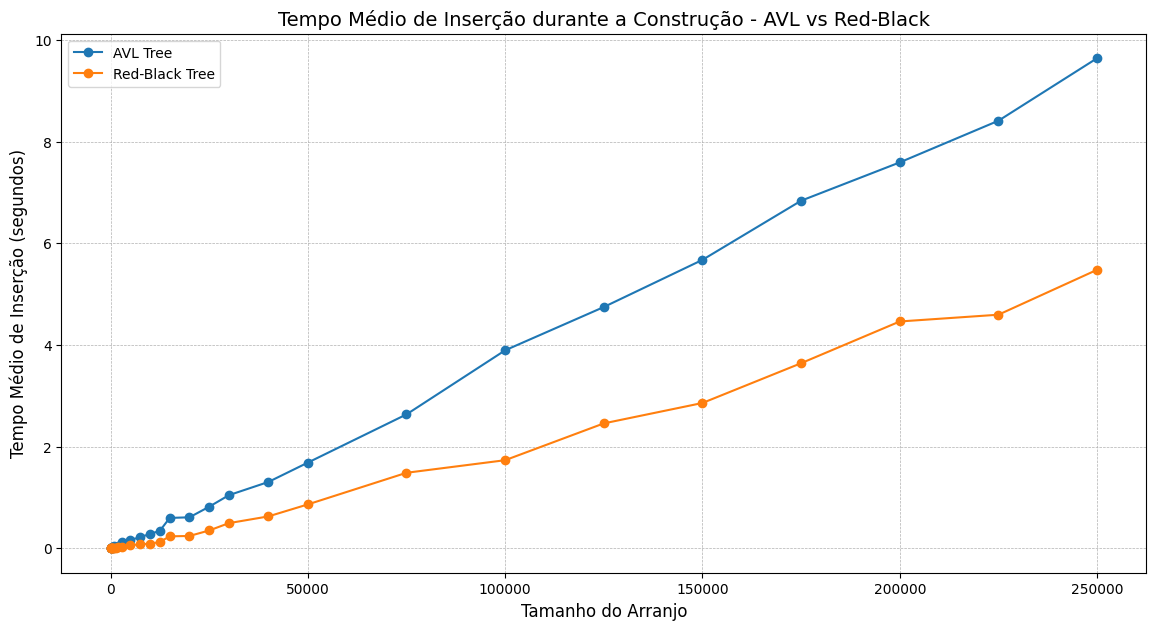 Tempo Médio de Inserção durante a Construção - AVL vs Red-Black
AVL Tree
Red-Black Tree
Tempo Médio de Inserção (segundos)
10
8
6
4
2
0
0
50000
100000
150000
200000
250000
Tamanho do Arranjo